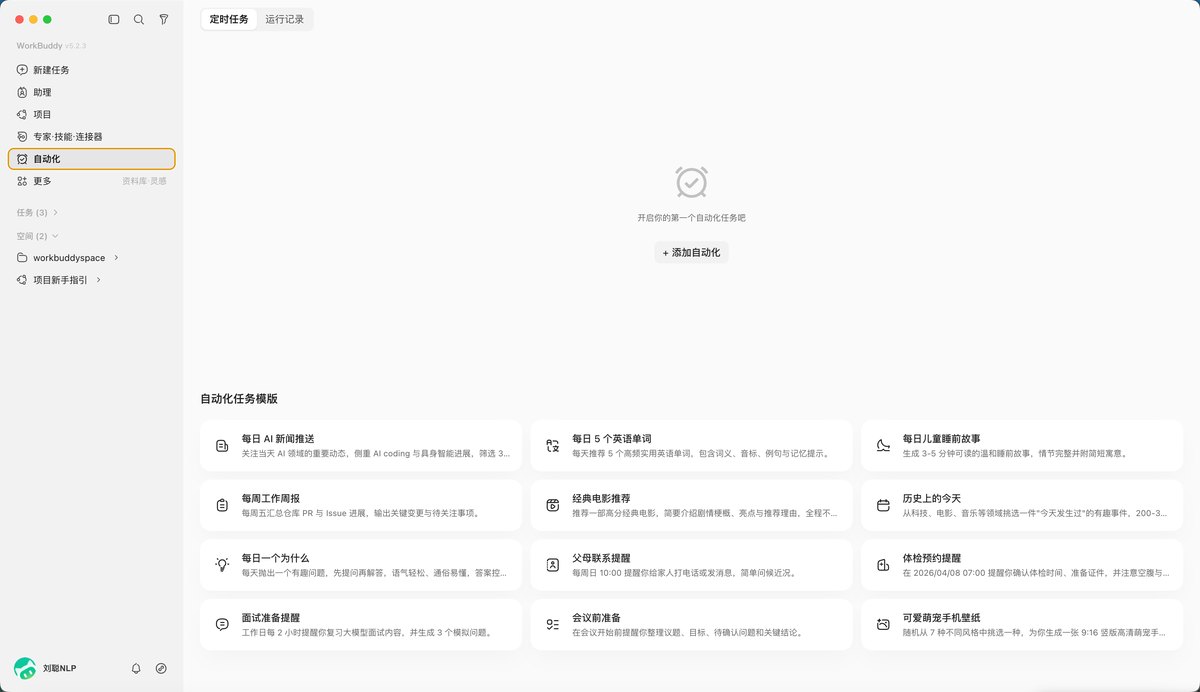 WorkBuddy v5.2.3
新建任务
助理
项目
专家·技能·连接器
自动化
更多 资料库·灵感
任务 (3)
空间 (2)
workbuddyspace
项目新手指引
刘聪NLP
定时任务 运行记录
开启你的第一个自动化任务吧
+ 添加自动化
自动化任务模版
每日 AI 新闻推送
关注当天 AI 领域的重要动态，侧重 AI coding 与具身智能进展，筛选 3...
每日 5 个英语单词
每天推荐 5 个高频实用英语单词，包含词义、音标、例句与记忆提示。
每日儿童睡前故事
生成 3-5 分钟可读的温和睡前故事，情节完整并附简短寓意。
每周工作周报
每周五汇总仓库 PR 与 Issue 进展，输出关键变更与待关注事项。
经典电影推荐
推荐一部高分经典电影，简要介绍剧情梗概、亮点与推荐理由，全程不...
历史上的今天
从科技、电影、音乐等领域挑选一件"今天发生过"的有趣事件，200-3...
每日一个为什么
每天抛出一个有趣问题，先提问再解答，语气轻松、通俗易懂，答案控...
父母联系提醒
每周日 10:00 提醒你给家人打电话或发消息，简单问候近况。
体检预约提醒
在 2026/04/08 07:00 提醒你确认体检时间、准备证件，并注意空腹与...
面试准备提醒
工作日每 2 小时提醒你复习大模型面试内容，并生成 3 个模拟问题。
会议前准备
在会议开始前提醒你整理议题、目标、待确认问题和关键结论。
可爱萌宠手机壁纸
随机从 7 种不同风格中挑选一种，为你生成一张 9:16 竖版高清萌宠手...